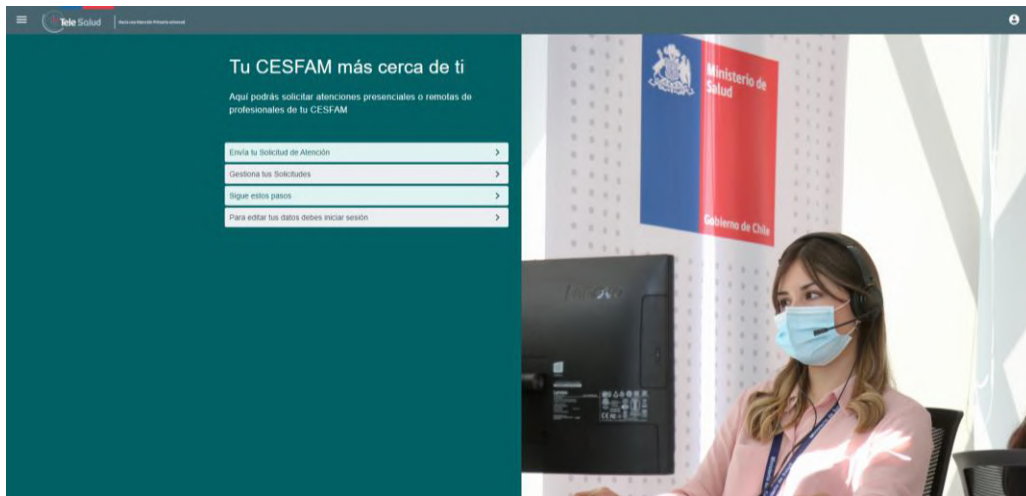 Tele Salud
Tu CESFAM más cerca de ti
Aquí podrás solicitar atenciones presenciales o remotas de
profesionales de tu CESFAM
Envía tu Solicitud de Atención
Gestiona tus Solicitudes
Sigue estos pasos
Para editar tus datos debes iniciar sesión
Ministerio de
Salud
Gobierno de Chile
Lenovo